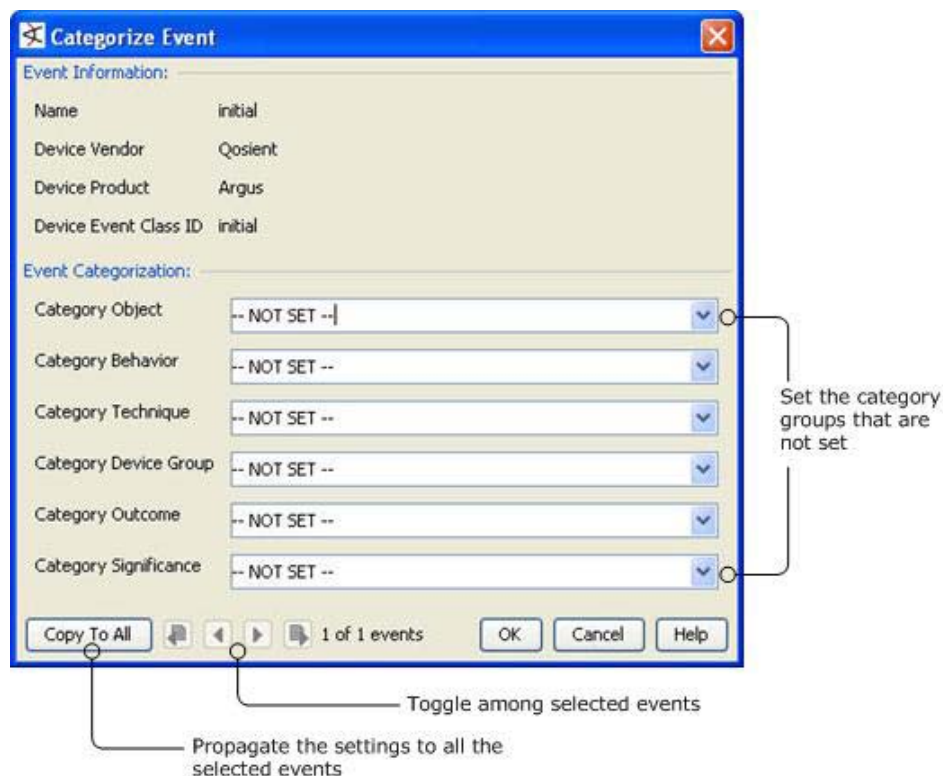 Categorize Event
Event Information:
Name initial
Device Vendor Qosient
Device Product Argus
Device Event Class ID initial
Event Categorization:
Category Object -- NOT SET --
Category Behavior -- NOT SET --
Category Technique -- NOT SET --
Category Device Group -- NOT SET --
Category Outcome -- NOT SET --
Category Significance -- NOT SET --
Set the category
groups that are
not set
Copy To All 1 of 1 events OK Cancel Help
Toggle among selected events
Propagate the settings to all the
selected events